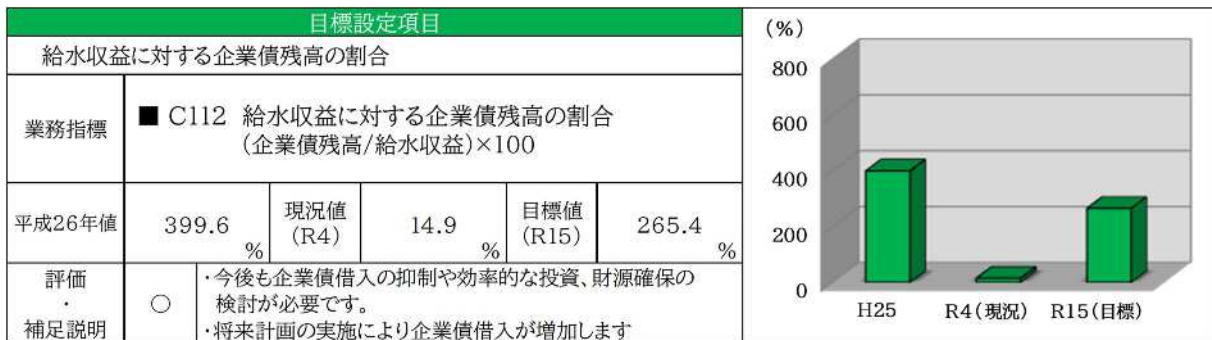 目標設定項目
給水収益に対する企業債残高の割合
業務指標
■ C112 給水収益に対する企業債残高の割合
(企業債残高/給水収益)×100
平成26年値
399.6
%
現況値
(R4)
14.9
%
目標値
(R15)
265.4
%
評価
・
補足説明
○
・今後も企業債借入の抑制や効率的な投資、財源確保の
検討が必要です。
・将来計画の実施により企業債借入が増加します
(%)
800
600
400
200
0
H25
R4(現況)
R15(目標)